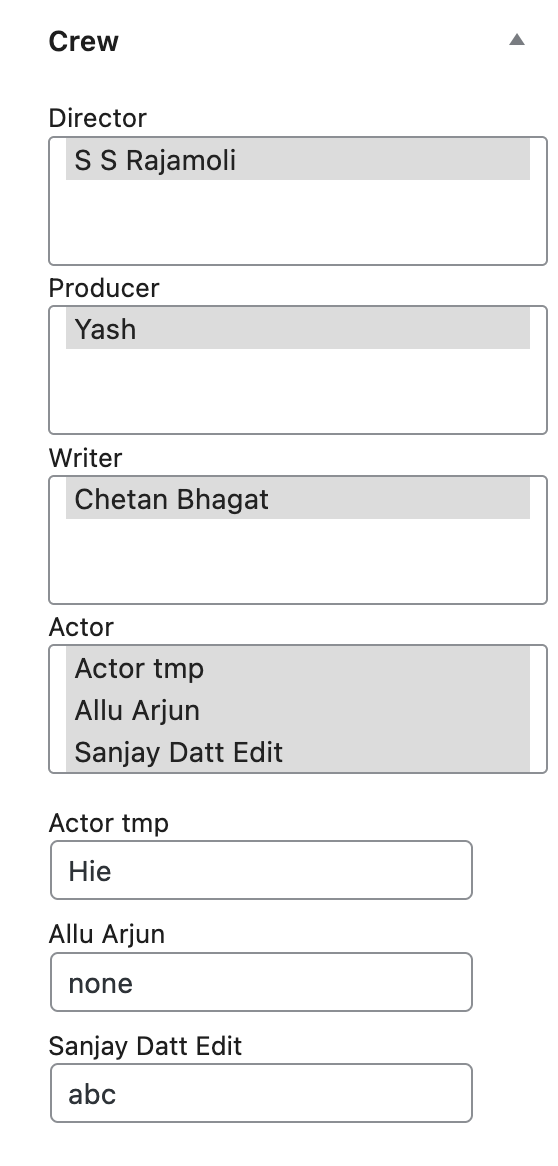 Crew
Director
S S Rajamoli
Producer
Yash
Writer
Chetan Bhagat
Actor
Actor tmp
Allu Arjun
Sanjay Datt Edit
Actor tmp
Hie
Allu Arjun
none
Sanjay Datt Edit
abc